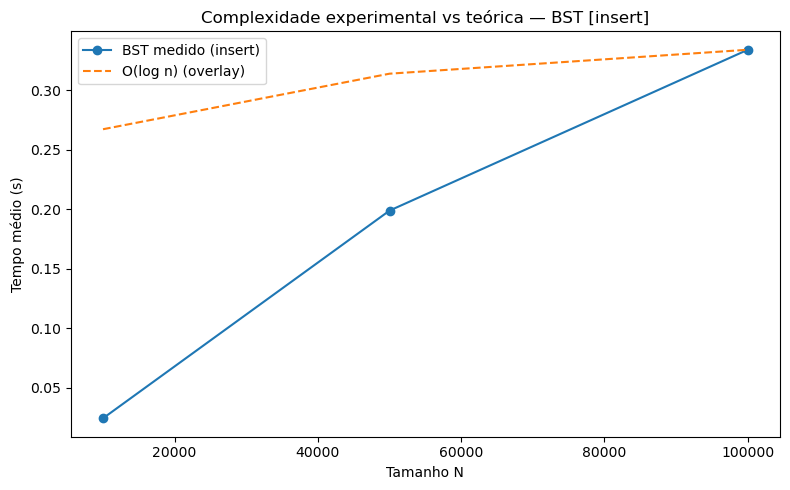 Complexidade experimental vs teórica — BST [insert]
BST medido (insert)
O(log n) (overlay)
Tempo médio (s)
0.30
0.25
0.20
0.15
0.10
0.05
20000 40000 60000 80000 100000
Tamanho N